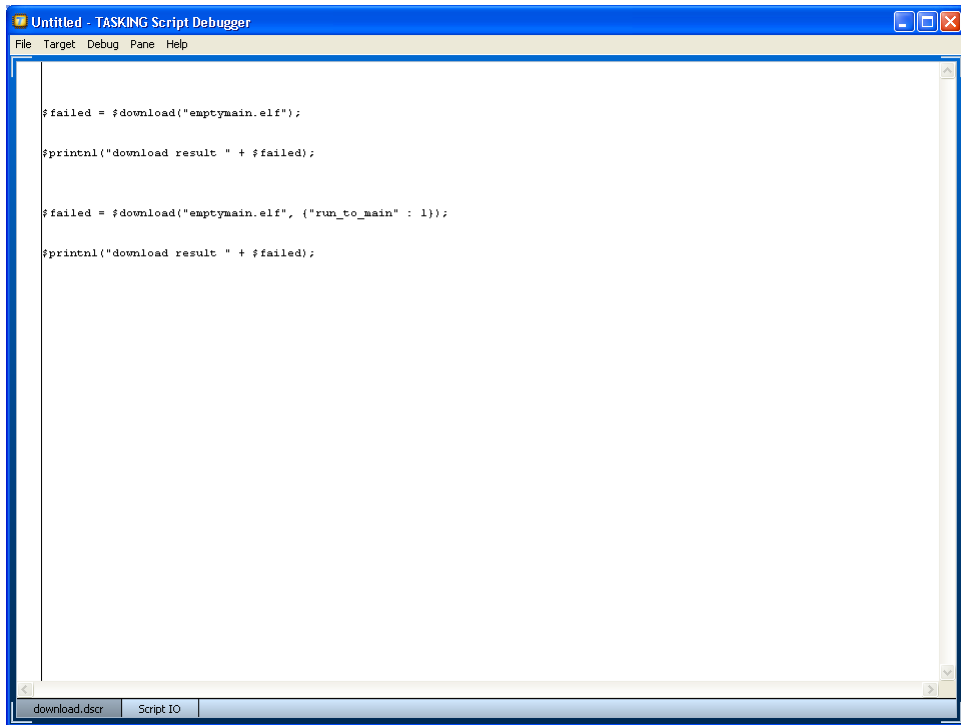 Untitled - TASKING Script Debugger
File Target Debug Pane Help
$failed = $download("emptymain.elf");
$printnl("download result " + $failed);
$failed = $download("emptymain.elf", {"run_to_main" : 1});
$printnl("download result " + $failed);
download.dscr Script IO